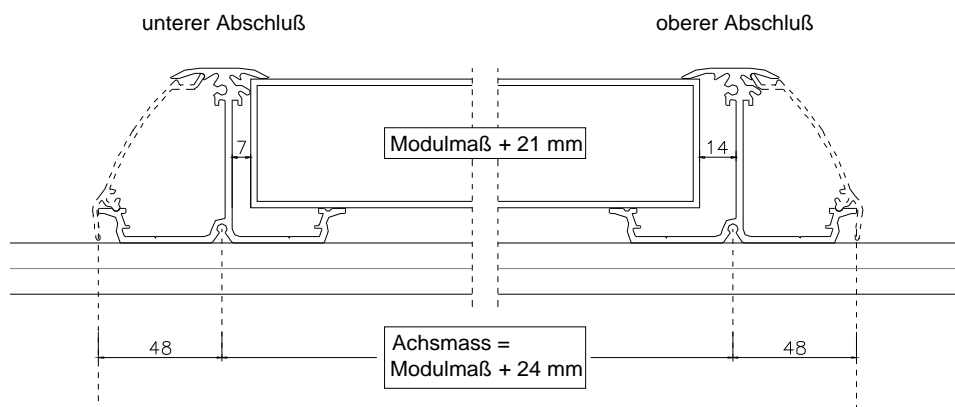 unterer Abschluß
oberer Abschluß
7
Modulmaß + 21 mm
14
48
Achsmass =
Modulmaß + 24 mm
48